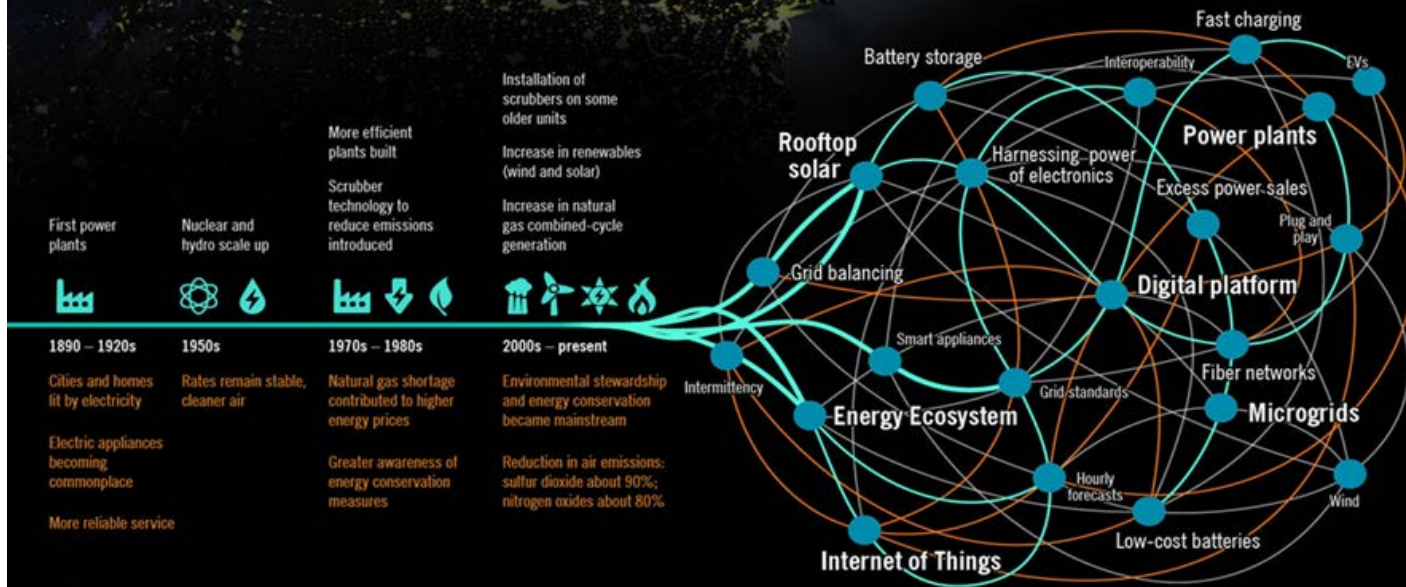 First power
plants
1890 – 1920s
Cities and homes
lit by electricity
Electric appliances
becoming
commonplace
More reliable service
Nuclear and
hydro scale up
1950s
Rates remain stable,
cleaner air
More efficient
plants built
Scrubber
technology to
reduce emissions
introduced
1970s – 1980s
Natural gas shortage
contributed to higher
energy prices
Greater awareness of
energy conservation
measures
Installation of
scrubbers on some
older units
Increase in renewables
(wind and solar)
Increase in natural
gas combined-cycle
generation
2000s – present
Environmental stewardship
and energy conservation
became mainstream
Reduction in air emissions:
sulfur dioxide about 90%;
nitrogen oxides about 80%
Fast charging
Battery storage
Interoperability
EVs
Rooftop
solar
Power plants
Harnessing power
of electronics
Excess power sales
Plug and
play
Grid balancing
Digital platform
Smart appliances
Intermittency
Fiber networks
Grid standards
Energy Ecosystem
Microgrids
Hourly
forecasts
Wind
Low-cost batteries
Internet of Things